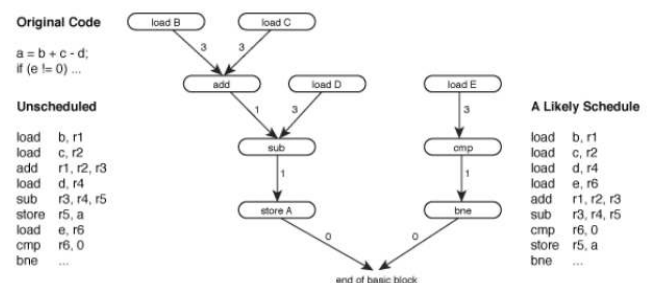 Original Code
a = b + c - d;
if (e != 0) ...
Unscheduled
load b, r1
load c, r2
add r1, r2, r3
load d, r4
sub r3, r4, r5
store r5, a
load e, r6
cmp r6, 0
bne ...
load B
load C
3
3
add
load D
load E
1
3
3
sub
cmp
1
1
store A
bne
0
0
end of basic block
A Likely Schedule
load b, r1
load c, r2
load d, r4
load e, r6
add r1, r2, r3
sub r3, r4, r5
cmp r6, 0
store r5, a
bne ...